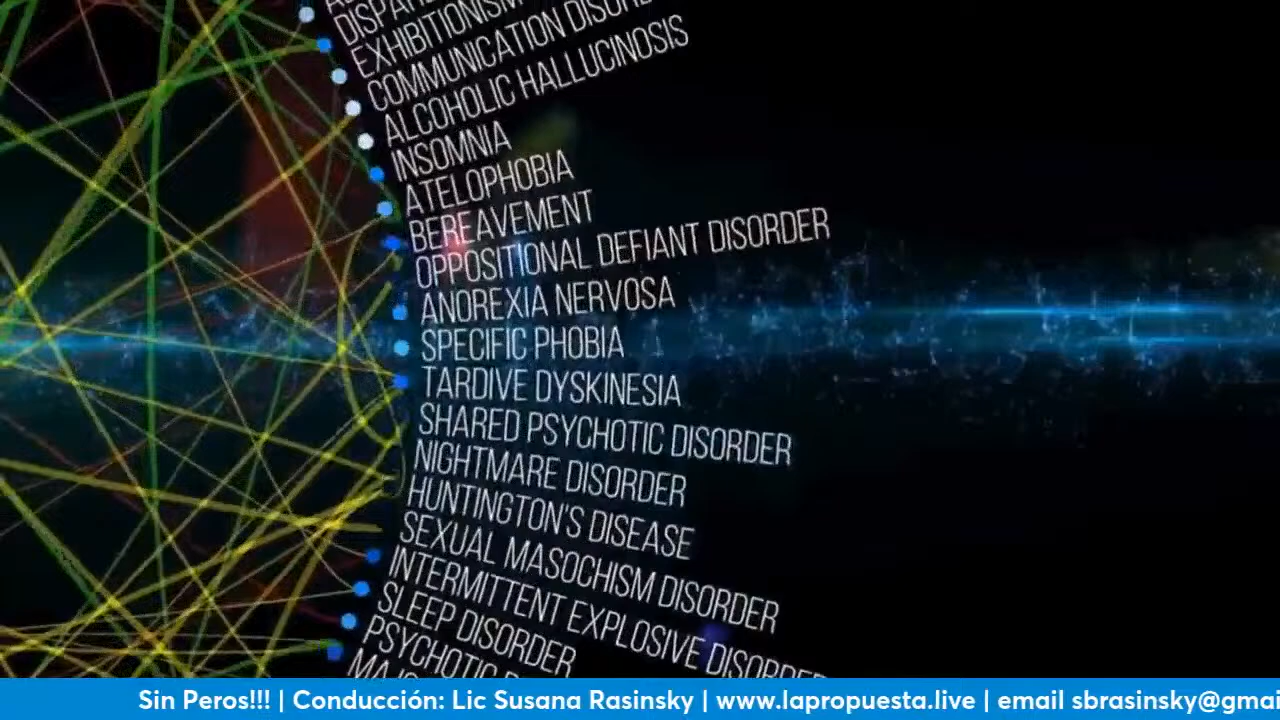 EXHIBITIONISM
COMMUNICATION
ALCOHOLIC HALLUCINOSIS
INSOMNIA
ATELOPHOBIA
BEREAVEMENT
OPPOSITIONAL DEFIANT DISORDER
ANOREXIA NERVOSA
SPECIFIC PHOBIA
TARDIVE DYSKINESIA
SHARED PSYCHOTIC DISORDER
NIGHTMARE DISORDER
HUNTINGTON'S DISEASE
SEXUAL MASOCHISM DISORDER
INTERMITTENT EXPLOSIVE DISORDER
SLEEP DISORDER
PSYCHOTIC
Sin Peros!!! | Conducción: Lic Susana Rasinsky | www.lapropuesta.live | email sbrasinsky@gmai